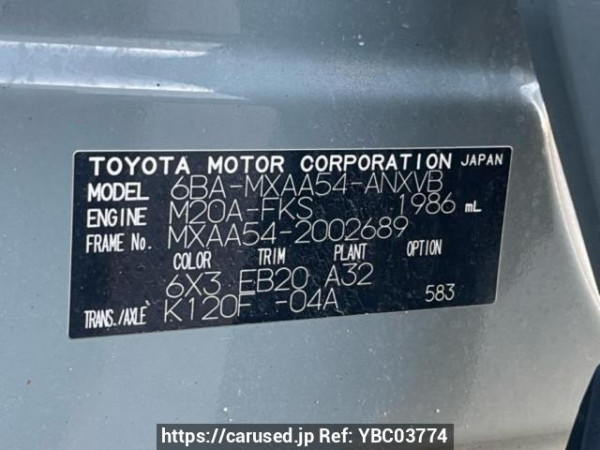 TOYOTA MOTOR CORPORATION JAPAN
MODEL 6BA-MXAA54-ANXVB
ENGINE M20A-FKS 1986 mL
FRAME No. MXAA54-2002689
COLOR TRIM PLANT OPTION
6X3 EB20 A32
TRANS./AXLE K120F -04A 583
https://carused.jp Ref: YBC03774